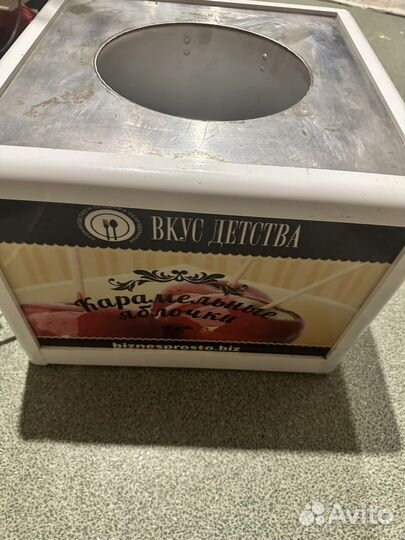 ВКУС ДЕТСТВА
Карамельные
яблочки
biznesprosto.biz
Avito